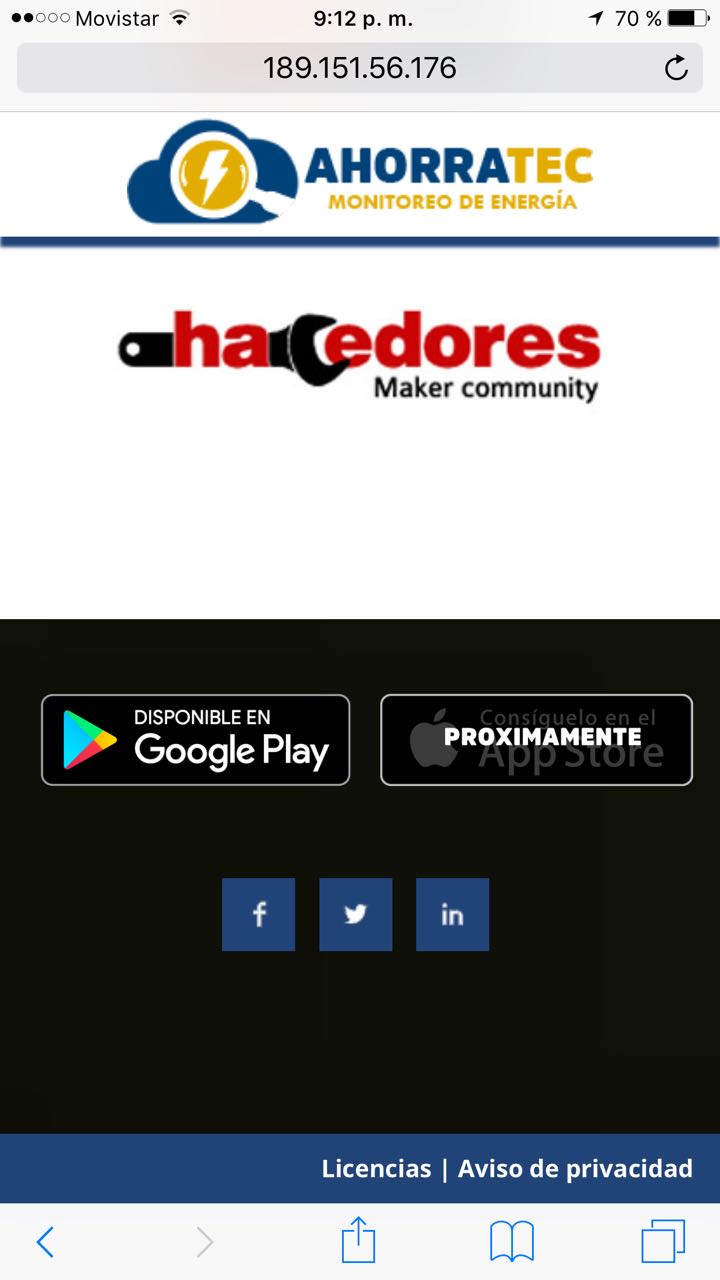 Movistar 9:12 p. m. 70 %
189.151.56.176
AHORRATEC
MONITOREO DE ENERGÍA
hacedores
Maker community
DISPONIBLE EN
Google Play
Consíguelo en el
PROXIMAMENTE
App Store
f in
Licencias | Aviso de privacidad